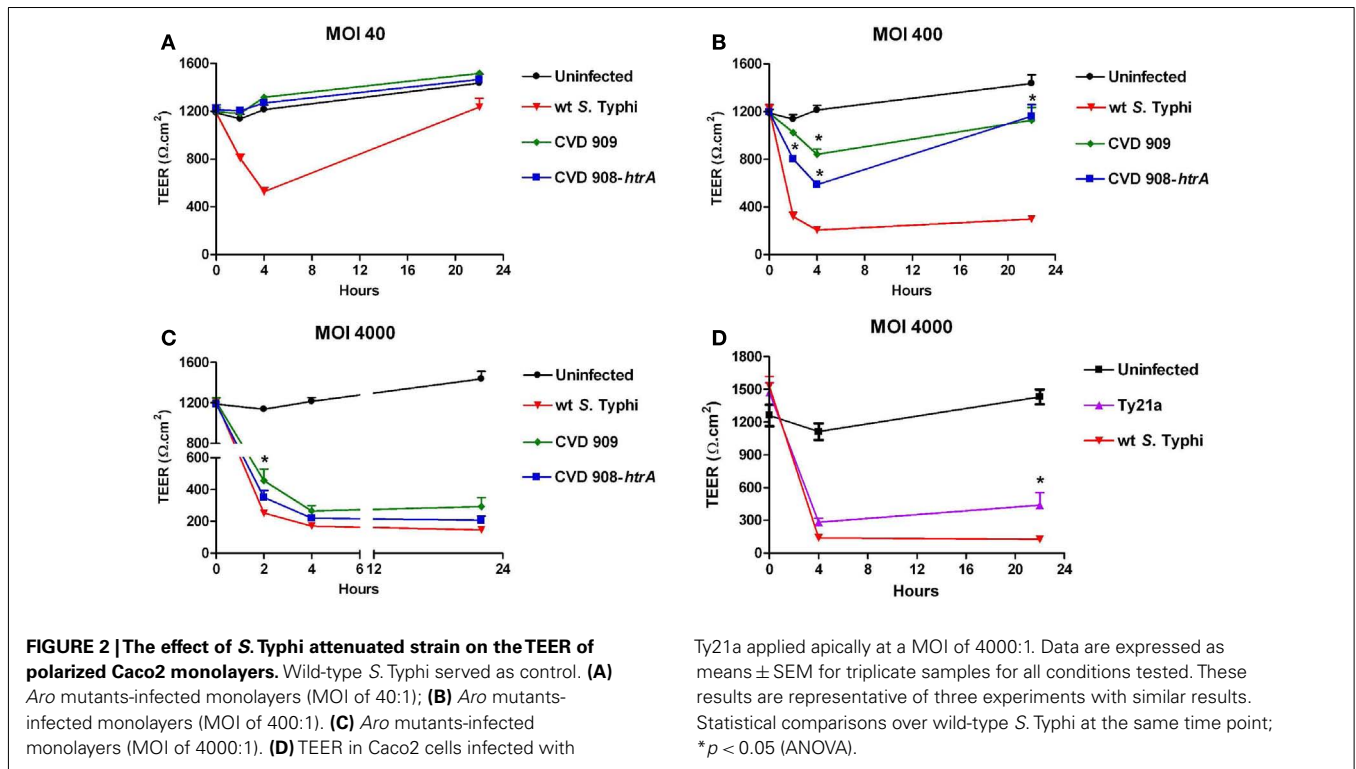 A
MOI 40
1600
1200
800
400
0
TEER (Ω.cm²)
0 4 8 12 16 20 24
Hours
Uninfected
wt S. Typhi
CVD 909
CVD 908-htrA
B
MOI 400
1600
1200
800
400
0
TEER (Ω.cm²)
* * * *
0 4 8 12 16 20 24
Hours
Uninfected
wt S. Typhi
CVD 909
CVD 908-htrA
C
MOI 4000
1600
1200
800
600
400
200
0
TEER (Ω.cm²)
*
0 2 4 6 12 24
Hours
Uninfected
wt S. Typhi
CVD 909
CVD 908-htrA
D
MOI 4000
1800
1500
1200
900
600
300
0
TEER (Ω.cm²)
*
0 4 8 12 16 20 24
Hours
Uninfected
Ty21a
wt S. Typhi
FIGURE 2 | The effect of S. Typhi attenuated strain on the TEER of
polarized Caco2 monolayers. Wild-type S. Typhi served as control. (A)
Aro mutants-infected monolayers (MOI of 40:1); (B) Aro mutants-
infected monolayers (MOI of 400:1). (C) Aro mutants-infected
monolayers (MOI of 4000:1). (D) TEER in Caco2 cells infected with
Ty21a applied apically at a MOI of 4000:1. Data are expressed as
means ± SEM for triplicate samples for all conditions tested. These
results are representative of three experiments with similar results.
Statistical comparisons over wild-type S. Typhi at the same time point;
*p < 0.05 (ANOVA).